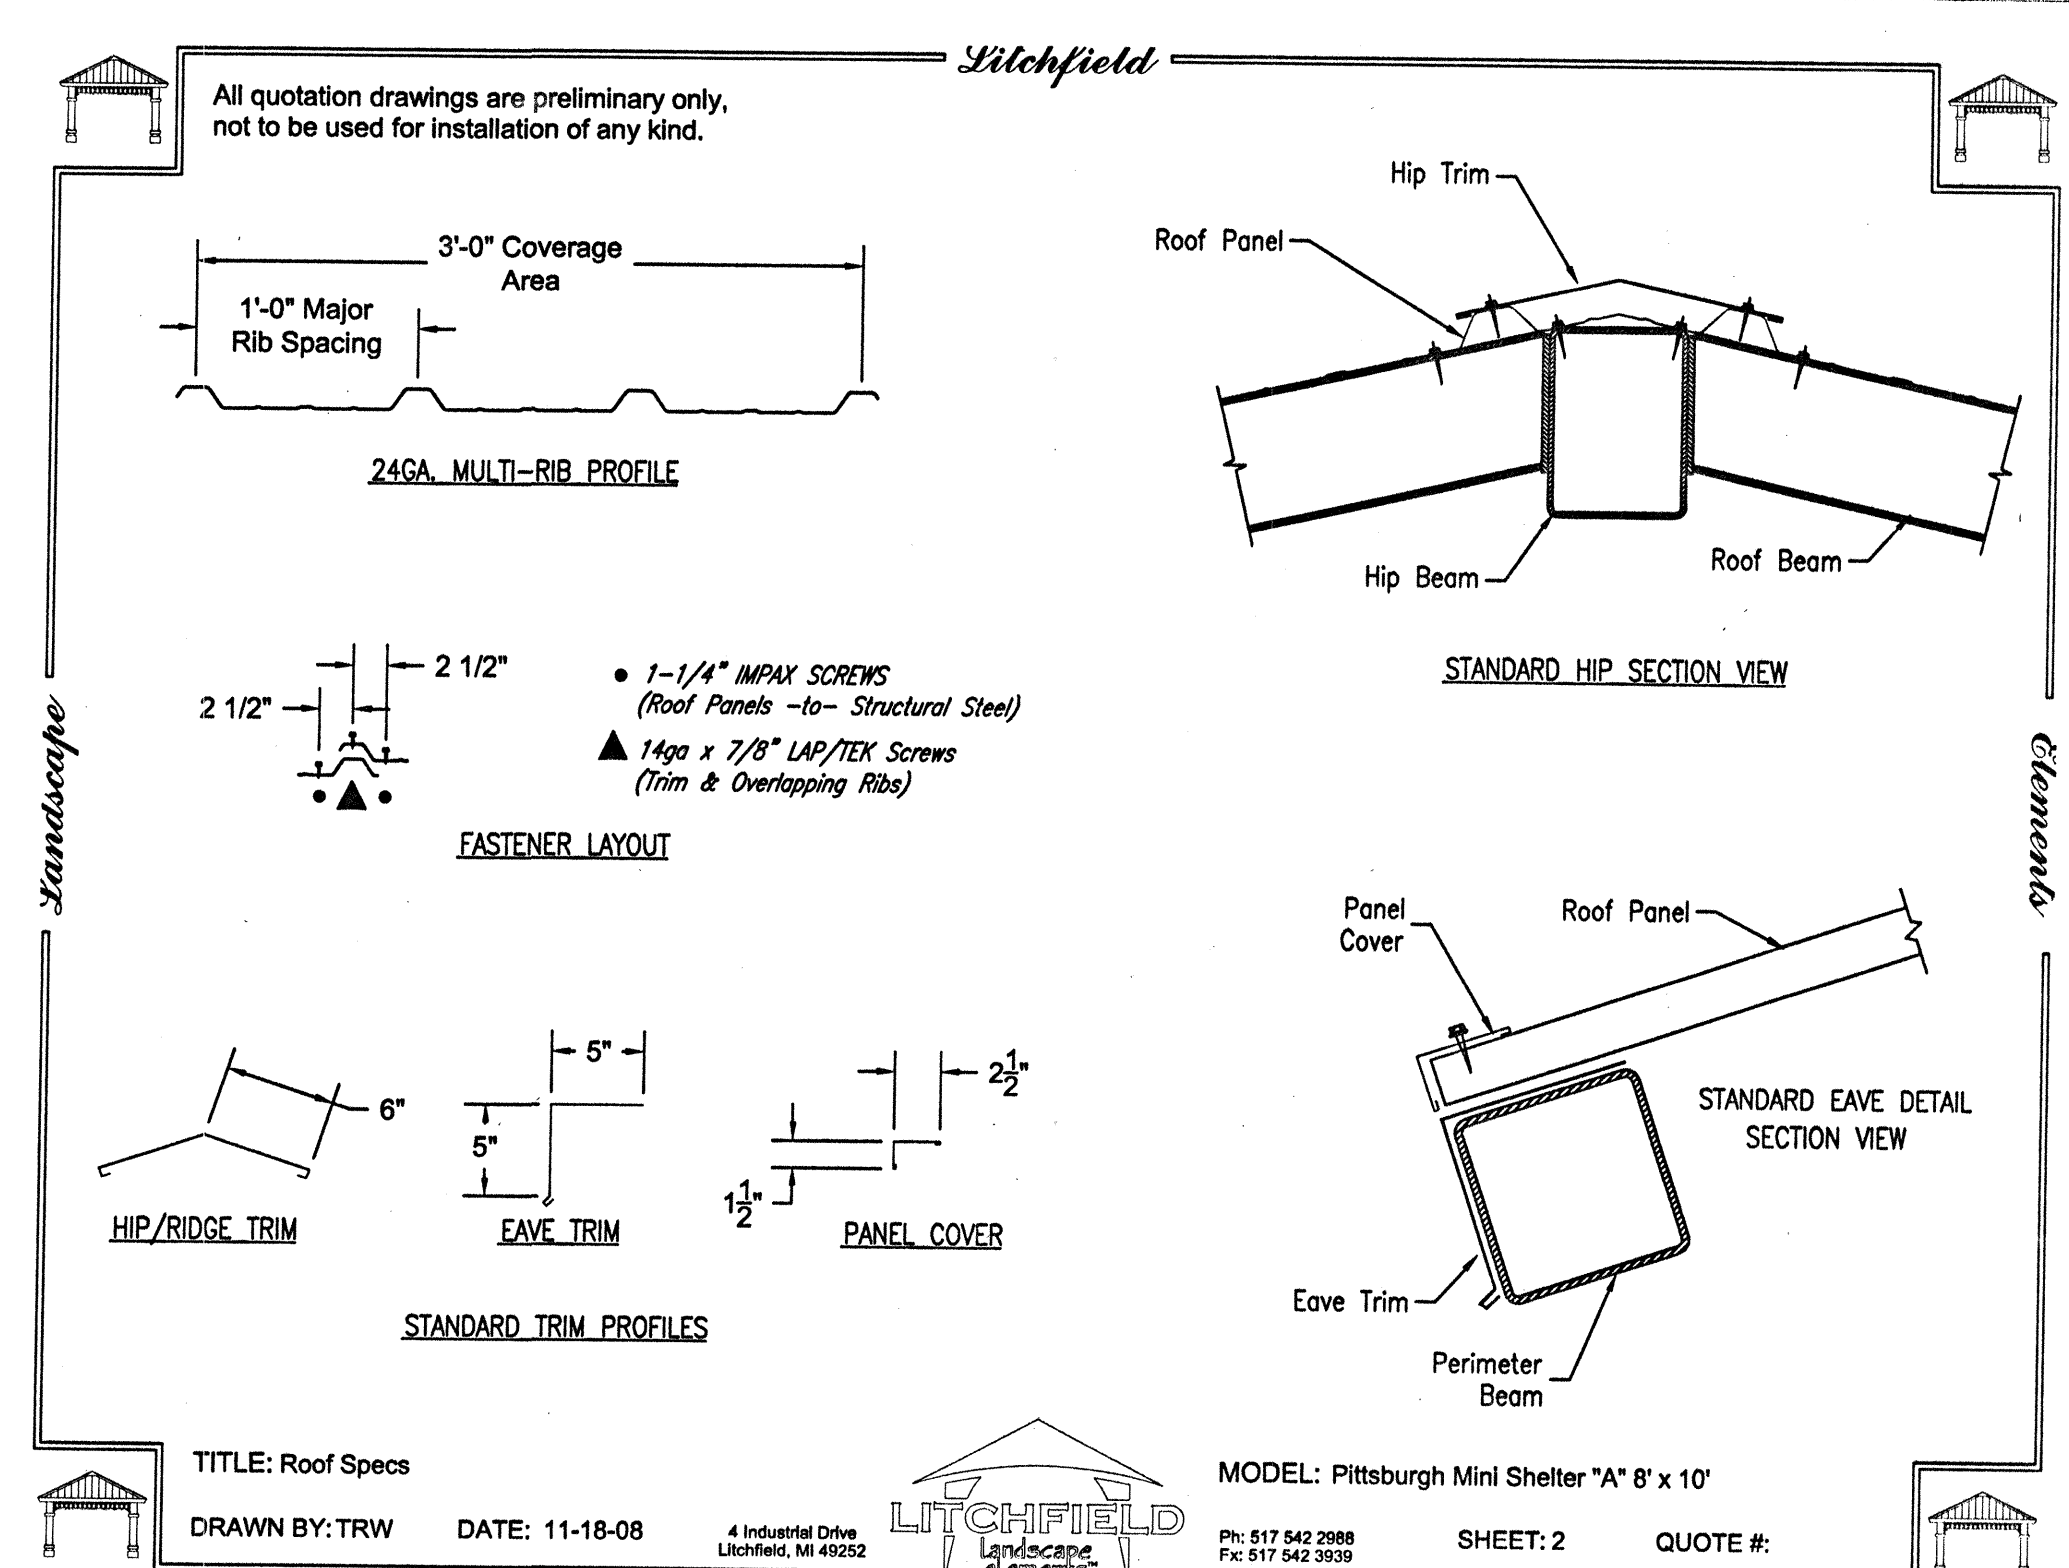 Litchfield
All quotation drawings are preliminary only,
not to be used for installation of any kind.
3'-0" Coverage
Area
1'-0" Major
Rib Spacing
24GA. MULTI-RIB PROFILE
Hip Trim
Roof Panel
Hip Beam
Roof Beam
STANDARD HIP SECTION VIEW
2 1/2"
2 1/2"
● 1-1/4" IMPAX SCREWS
(Roof Panels -to- Structural Steel)
▲ 14ga x 7/8" LAP/TEK Screws
(Trim & Overlapping Ribs)
FASTENER LAYOUT
Landscape
Elements
Panel
Cover
Roof Panel
STANDARD EAVE DETAIL
SECTION VIEW
Eave Trim
Perimeter
Beam
6"
HIP/RIDGE TRIM
5"
5"
EAVE TRIM
2 1/2"
1 1/2"
PANEL COVER
STANDARD TRIM PROFILES
TITLE: Roof Specs
DRAWN BY: TRW
DATE: 11-18-08
4 Industrial Drive
Litchfield, MI 49252
LITCHFIELD
landscape
elements™
MODEL: Pittsburgh Mini Shelter "A" 8' x 10'
Ph: 517 542 2988
Fx: 517 542 3939
SHEET: 2
QUOTE #: